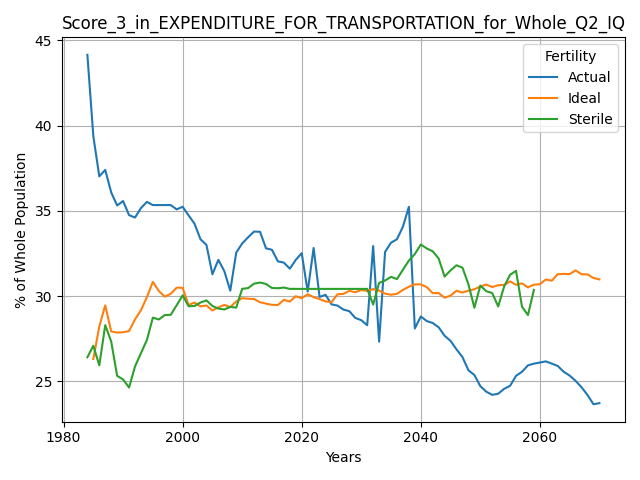 Score_3_in_EXPENDITURE_FOR_TRANSPORTATION_for_Whole_Q2_IQ
Fertility
Actual
Ideal
Sterile
% of Whole Population
45
40
35
30
25
1980 2000 2020 2040 2060
Years